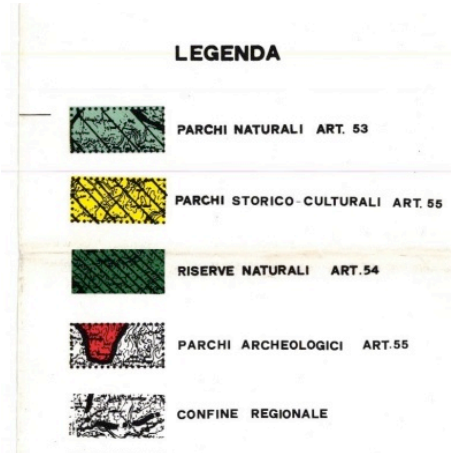 LEGENDA
PARCHI NATURALI ART. 53
PARCHI STORICO-CULTURALI ART. 55
RISERVE NATURALI ART.54
PARCHI ARCHEOLOGICI ART.55
CONFINE REGIONALE